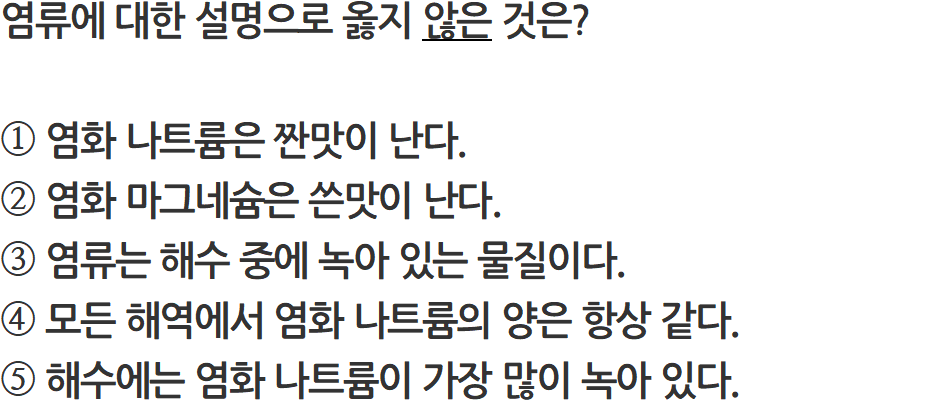 염류에 대한 설명으로 옳지 않은 것은?
① 염화 나트륨은 짠맛이 난다.
② 염화 마그네슘은 쓴맛이 난다.
③ 염류는 해수 중에 녹아 있는 물질이다.
④ 모든 해역에서 염화 나트륨의 양은 항상 같다.
⑤ 해수에는 염화 나트륨이 가장 많이 녹아 있다.